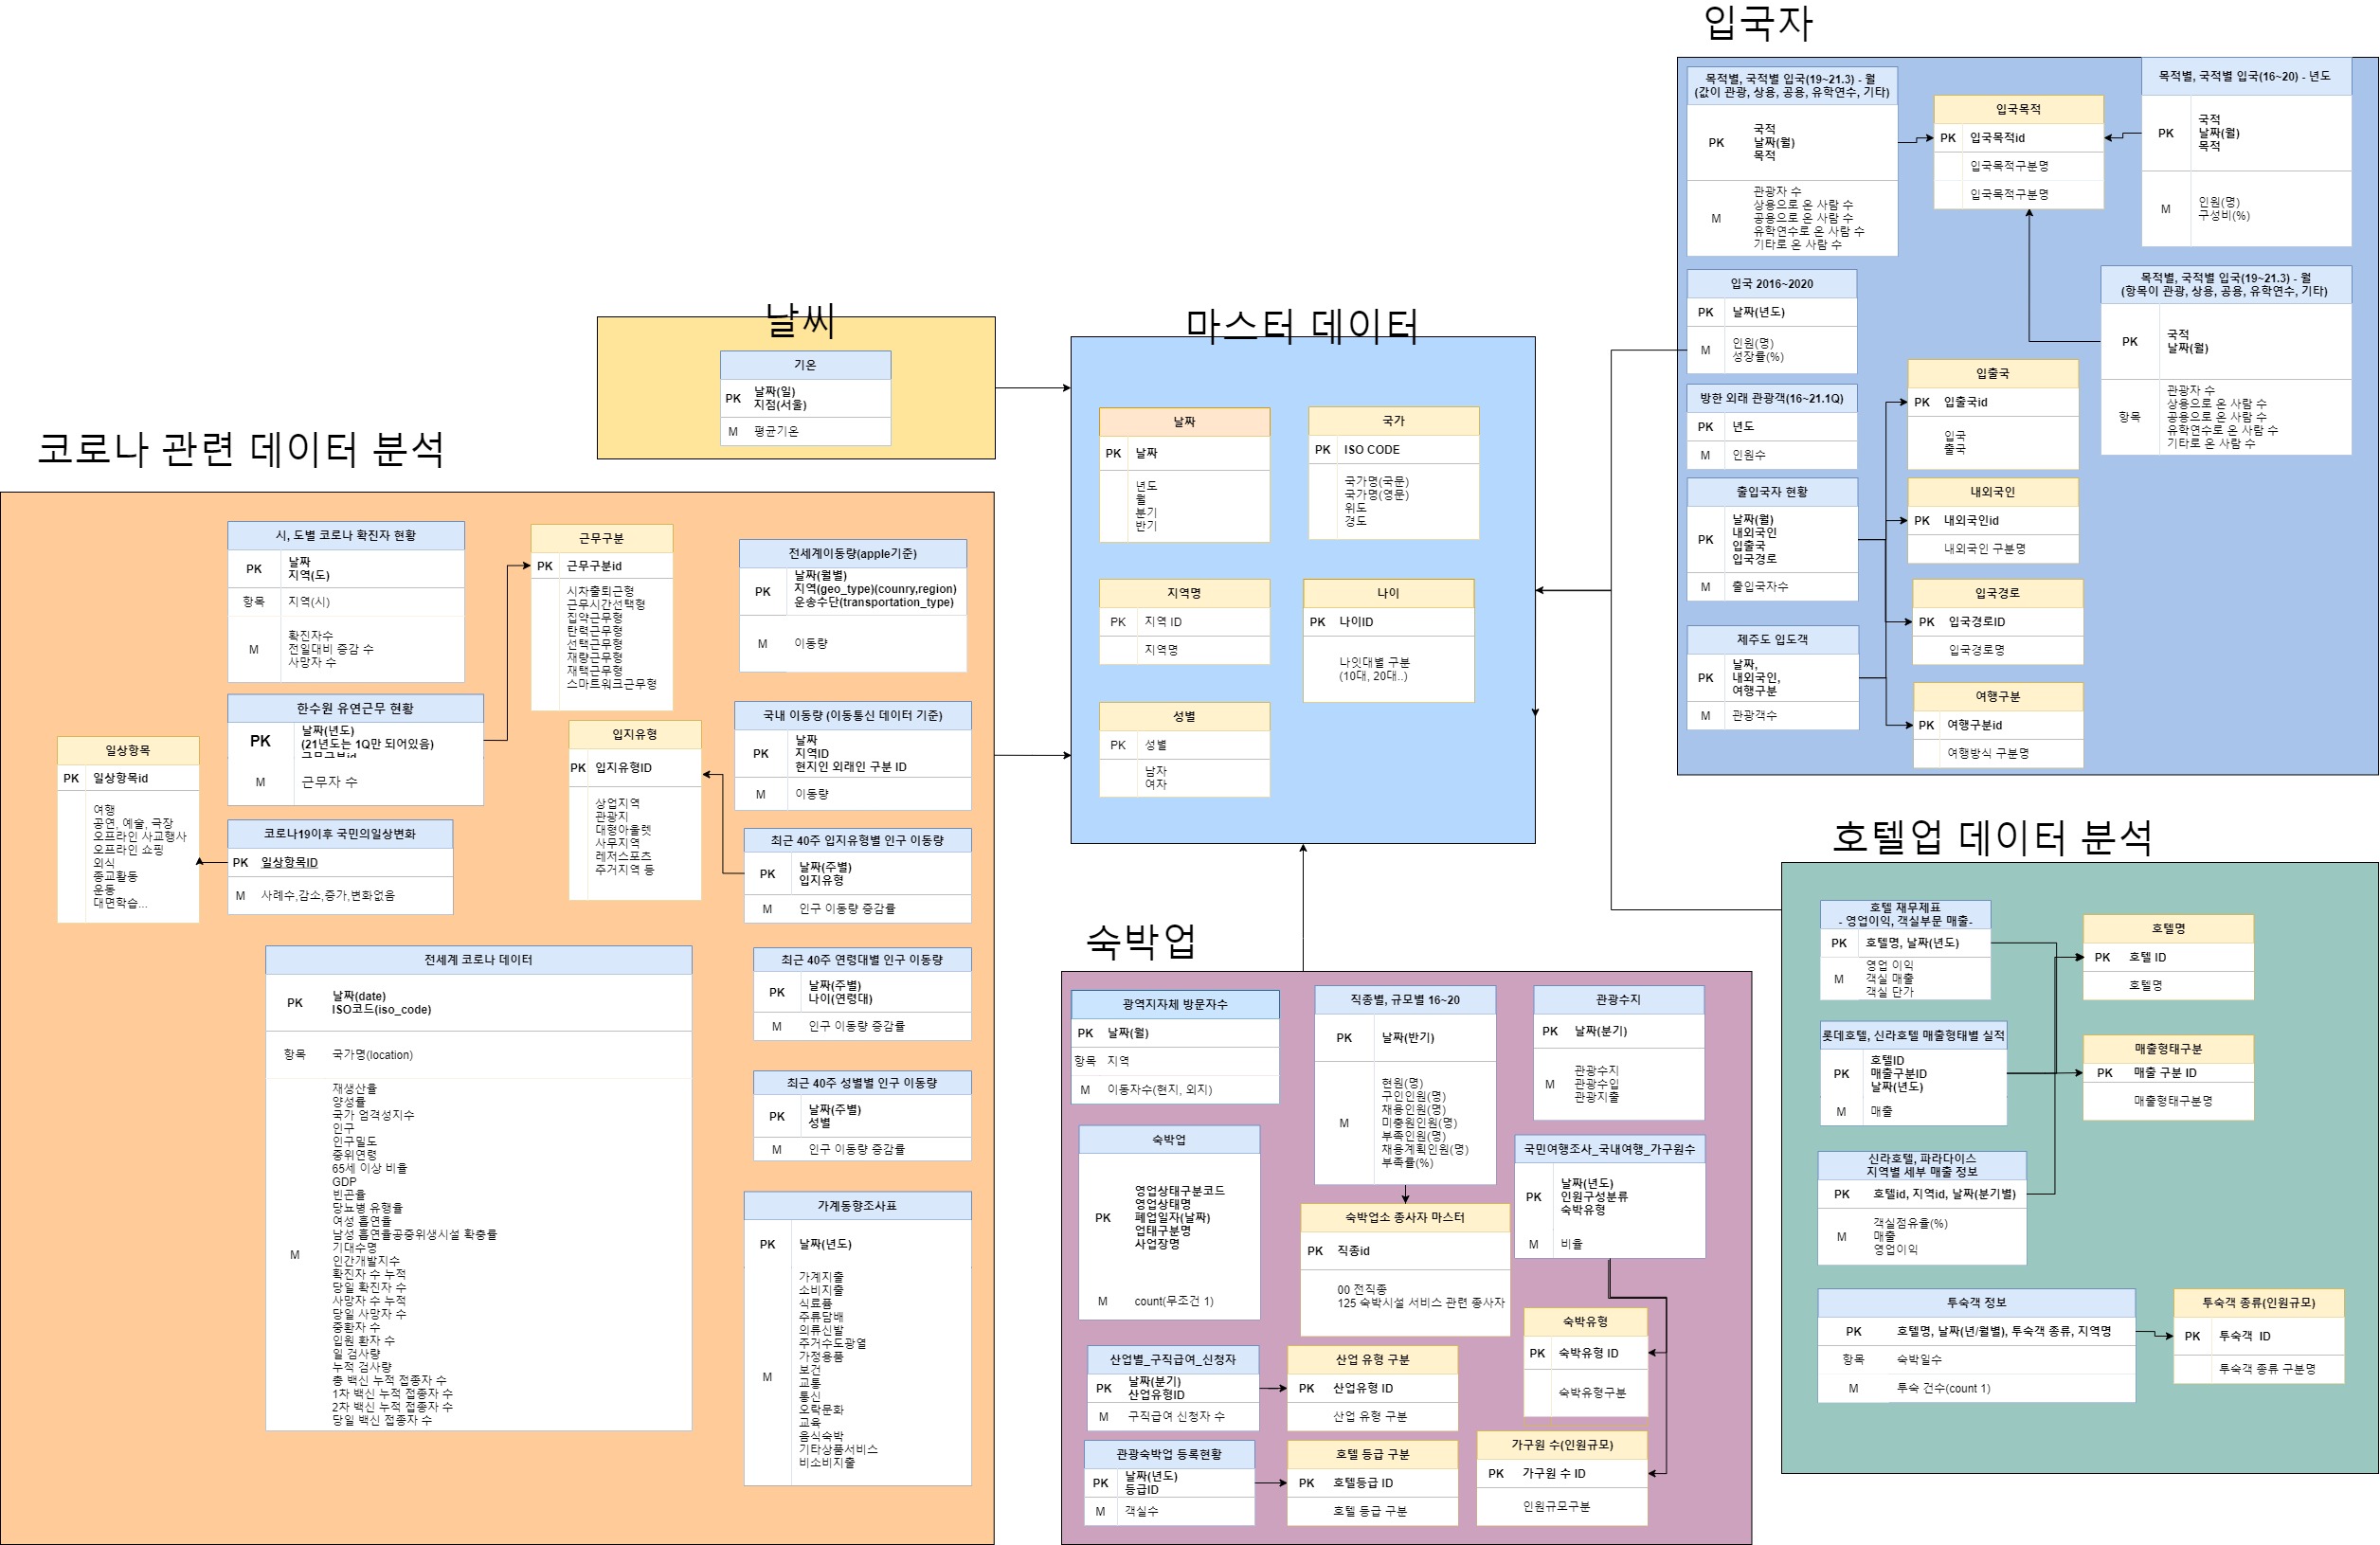 입국자
목적별, 국적별 입국(19~21.3) - 월
(값이 관광, 상용, 공용, 유학연수, 기타)
PK
국적
날짜(월)
목적
M
관광자 수
상용으로 온 사람 수
공용으로 온 사람 수
유학연수로 온 사람 수
기타로 온 사람 수
입국목적
PK 입국목적id
입국목적구분명
입국목적구분명
목적별, 국적별 입국(16~20) - 년도
PK
국적
날짜(월)
목적
M
인원(명)
구성비(%)
목적별, 국적별 입국(19~21.3) - 월
(항목이 관광, 상용, 공용, 유학연수, 기타)
PK
국적
날짜(월)
항목
관광자 수
상용으로 온 사람 수
공용으로 온 사람 수
유학연수로 온 사람 수
기타로 온 사람 수
입국 2016~2020
PK 날짜(년도)
M
인원(명)
성장률(%)
방한 외래 관광객(16~21.1Q)
PK 년도
M 인원수
출입국자 현황
PK
날짜(월)
내외국인
입출국
입국경로
M 출입국자수
제주도 입도객
PK
날짜,
내외국인,
여행구분
M 관광객수
입출국
PK 입출국id
입국
출국
내외국인
PK 내외국인id
내외국인 구분명
입국경로
PK 입국경로ID
입국경로명
여행구분
PK 여행구분id
여행방식 구분명
날씨
기온
PK
날짜(일)
지점(서울)
M 평균기온
마스터 데이터
날짜
PK 날짜
년도
월
분기
반기
국가
PK ISO CODE
국가명(국문)
국가명(영문)
위도
경도
지역명
PK 지역 ID
지역명
나이
PK 나이ID
나잇대별 구분
(10대, 20대..)
성별
PK 성별
남자
여자
코로나 관련 데이터 분석
시, 도별 코로나 확진자 현황
PK
날짜
지역(도)
항목 지역(시)
M
확진자수
전일대비 증감 수
사망자 수
근무구분
PK 근무구분id
시차출퇴근형
근무시간선택형
집약근무형
탄력근무형
선택근무형
재량근무형
재택근무형
스마트워크근무형
전세계이동량(apple기준)
PK
날짜(월별)
지역(geo_type)(counry,region)
운송수단(transportation_type)
M 이동량
한수원 유연근무 현황
PK
날짜(년도)
(21년도는 1Q만 되어있음)
근무구분id
M 근무자 수
일상항목
PK 일상항목id
여행
공연, 예술, 극장
오프라인 사교행사
오프라인 쇼핑
외식
종교활동
운동
대면학습...
코로나19이후 국민의일상변화
PK 일상항목ID
M 사례수,감소,증가,변화없음
입지유형
PK 입지유형ID
상업지역
관광지
대형아울렛
사무지역
레저스포츠
주거지역 등
국내 이동량 (이동통신 데이터 기준)
PK
날짜
지역ID
현지인 외래인 구분 ID
M 이동량
최근 40주 입지유형별 인구 이동량
PK
날짜(주별)
입지유형
M 인구 이동량 증감률
최근 40주 연령대별 인구 이동량
PK
날짜(주별)
나이(연령대)
M 인구 이동량 증감률
최근 40주 성별별 인구 이동량
PK
날짜(주별)
성별
M 인구 이동량 증감률
가계동향조사표
PK 날짜(년도)
M
가계지출
소비지출
식료품
주류담배
의류신발
주거수도광열
가정용품
보건
교통
통신
오락문화
교육
음식숙박
기타상품서비스
비소비지출
전세계 코로나 데이터
PK
날짜(date)
ISO코드(iso_code)
항목 국가명(location)
M
재생산율
양성률
국가 엄격성지수
인구
인구밀도
중위연령
65세 이상 비율
GDP
빈곤율
당뇨병 유행율
여성 흡연율
남성 흡연율공중위생시설 확충률
기대수명
인간개발지수
확진자 수 누적
당일 확진자 수
사망자 수 누적
당일 사망자 수
중환자 수
입원 환자 수
일 검사량
누적 검사량
총 백신 누적 접종자 수
1차 백신 누적 접종자 수
2차 백신 누적 접종자 수
당일 백신 접종자 수
숙박업
광역지자체 방문자수
PK 날짜(월)
항목 지역
M 이동자수(현지, 외지)
직종별, 규모별 16~20
PK 날짜(반기)
M
현원(명)
구인인원(명)
채용인원(명)
미충원인원(명)
부족인원(명)
채용계획인원(명)
부족률(%)
관광수지
PK 날짜(분기)
M
관광수지
관광수입
관광지출
숙박업
PK
영업상태구분코드
영업상태명
폐업일자(날짜)
업태구분명
사업장명
M count(무조건 1)
숙박업소 종사자 마스터
PK 직종id
00 전직종
125 숙박시설 서비스 관련 종사자
국민여행조사_국내여행_가구원수
PK
날짜(년도)
인원구성분류
숙박유형
M 비율
산업별_구직급여_신청자
PK
날짜(분기)
산업유형ID
M 구직급여 신청자 수
산업 유형 구분
PK 산업유형 ID
산업 유형 구분
숙박유형
PK 숙박유형 ID
숙박유형구분
관광숙박업 등록현황
PK
날짜(년도)
등급ID
M 객실수
호텔 등급 구분
PK 호텔등급 ID
호텔 등급 구분
가구원 수(인원규모)
PK 가구원 수 ID
인원규모구분
호텔업 데이터 분석
호텔 재무제표
- 영업이익, 객실부문 매출-
PK 호텔명, 날짜(년도)
M
영업 이익
객실 매출
객실 단가
호텔명
PK 호텔 ID
호텔명
롯데호텔, 신라호텔 매출형태별 실적
PK
호텔ID
매출구분ID
날짜(년도)
M 매출
매출형태구분
PK 매출 구분 ID
매출형태구분명
신라호텔, 파라다이스
지역별 세부 매출 정보
PK 호텔id, 지역id, 날짜(분기별)
M
객실점유율(%)
매출
영업이익
투숙객 정보
PK 호텔명, 날짜(년/월별), 투숙객 종류, 지역명
항목 숙박일수
M 투숙 건수(count 1)
투숙객 종류(인원규모)
PK 투숙객 ID
투숙객 종류 구분명